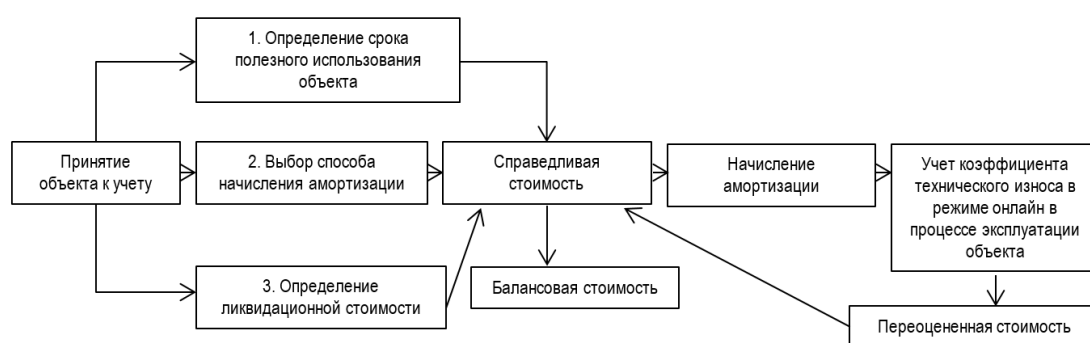 1. Определение срока
полезного использования
объекта
Принятие
объекта к учету
2. Выбор способа
начисления амортизации
Справедливая
стоимость
Начисление
амортизации
Учет коэффициента
технического износа в
режиме онлайн в
процессе эксплуатации
объекта
3. Определение
ликвидационной стоимости
Балансовая стоимость
Переоцененная стоимость